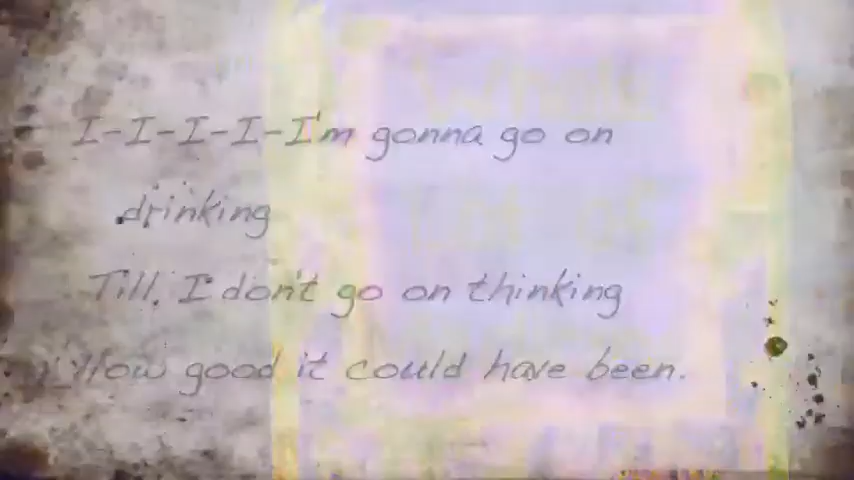 I-I-I-I-I'm gonna go on
drinking
Till I don't go on thinking
How good it could have been.